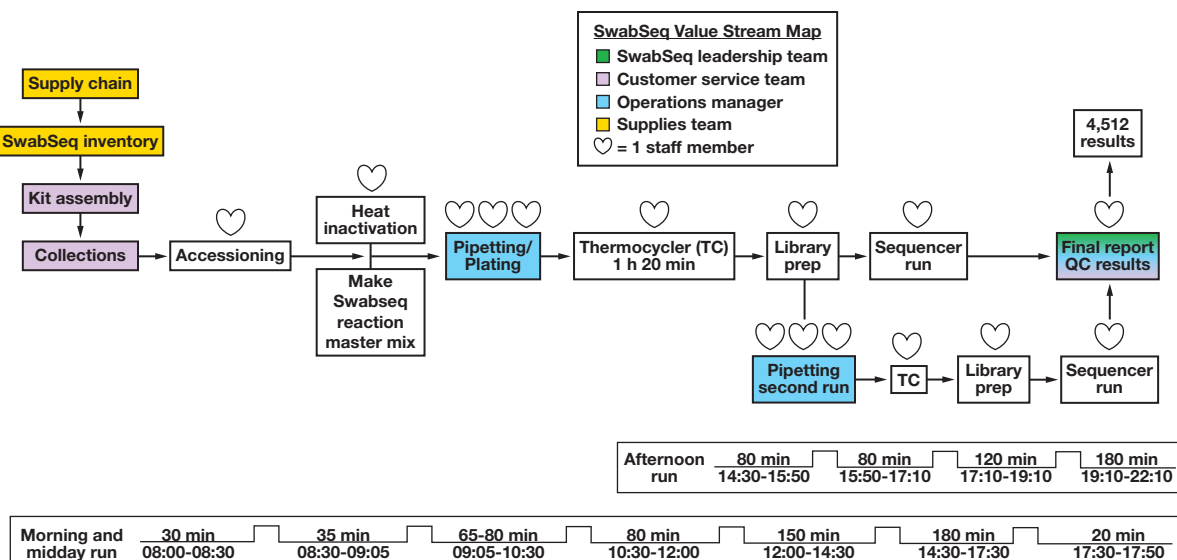 SwabSeq Value Stream Map
SwabSeq leadership team
Customer service team
Operations manager
Supplies team
= 1 staff member
Supply chain
SwabSeq inventory
Kit assembly
Collections
Accessioning
Heat
inactivation
Make
Swabseq
reaction
master mix
Pipetting/
Plating
Thermocycler (TC)
1 h 20 min
Library
prep
Sequencer
run
Final report
QC results
4,512
results
Pipetting
second run
TC
Library
prep
Sequencer
run
Afternoon
run
80 min
14:30-15:50
80 min
15:50-17:10
120 min
17:10-19:10
180 min
19:10-22:10
Morning and
midday run
30 min
08:00-08:30
35 min
08:30-09:05
65-80 min
09:05-10:30
80 min
10:30-12:00
150 min
12:00-14:30
180 min
14:30-17:30
20 min
17:30-17:50